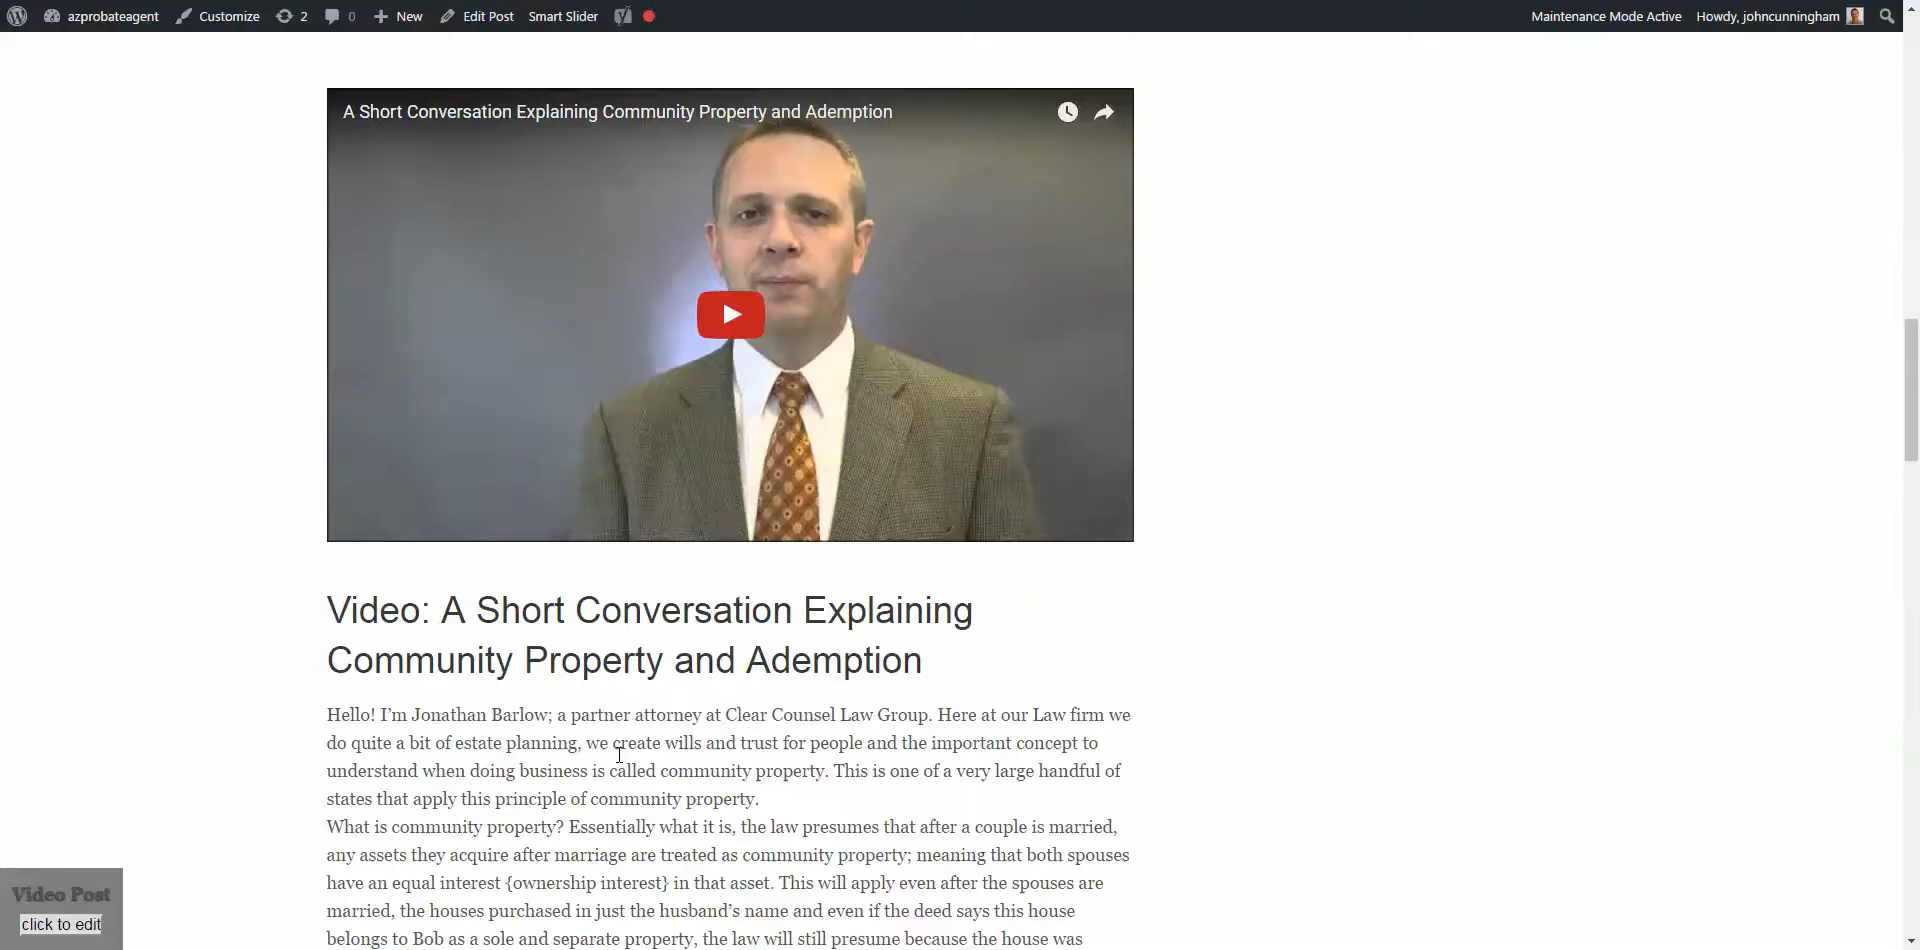 azprobateagent Customize 2 0 New Edit Post Smart Slider Maintenance Mode Active Howdy, johncunningham
A Short Conversation Explaining Community Property and Ademption
Video: A Short Conversation Explaining
Community Property and Ademption
Hello! I'm Jonathan Barlow; a partner attorney at Clear Counsel Law Group. Here at our Law firm we
do quite a bit of estate planning, we create wills and trust for people and the important concept to
understand when doing business is called community property. This is one of a very large handful of
states that apply this principle of community property.
What is community property? Essentially what it is, the law presumes that after a couple is married,
any assets they acquire after marriage are treated as community property; meaning that both spouses
have an equal interest {ownership interest} in that asset. This will apply even after the spouses are
married, the houses purchased in just the husband's name and even if the deed says this house
belongs to Bob as a sole and separate property, the law will still presume because the house was
Video Post
click to edit